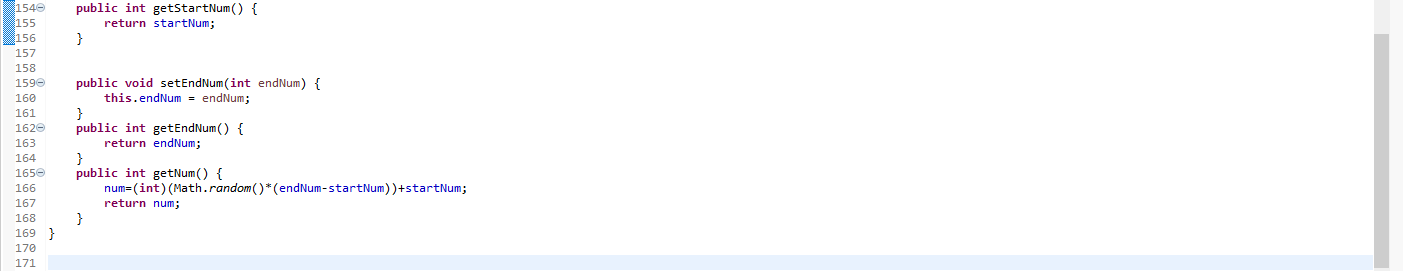 154 public int getStartNum() {
155 return startNum;
156 }
157
158
159 public void setEndNum(int endNum) {
160 this.endNum = endNum;
161 }
162 public int getEndNum() {
163 return endNum;
164 }
165 public int getNum() {
166 num=(int)(Math.random()*(endNum-startNum))+startNum;
167 return num;
168 }
169 }
170
171